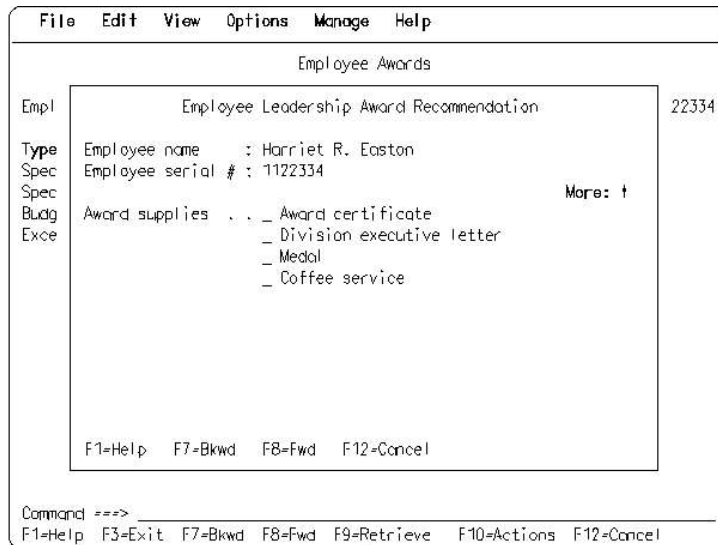 File Edit View Options Manage Help
Employee Awards
Empl Employee Leadership Award Recommendation 22334
Type Employee name : Harriet R. Easton
Spec Employee serial # : 1122334
Spec More: ↑
Budg Award supplies . . _ Award certificate
Exce _ Division executive letter
_ Medal
_ Coffee service
F1=Help F7=Bkwd F8=Fwd F12=Cancel
Command ===> 
F1=Help F3=Exit F7=Bkwd F8=Fwd F9=Retrieve F10=Actions F12=Cancel